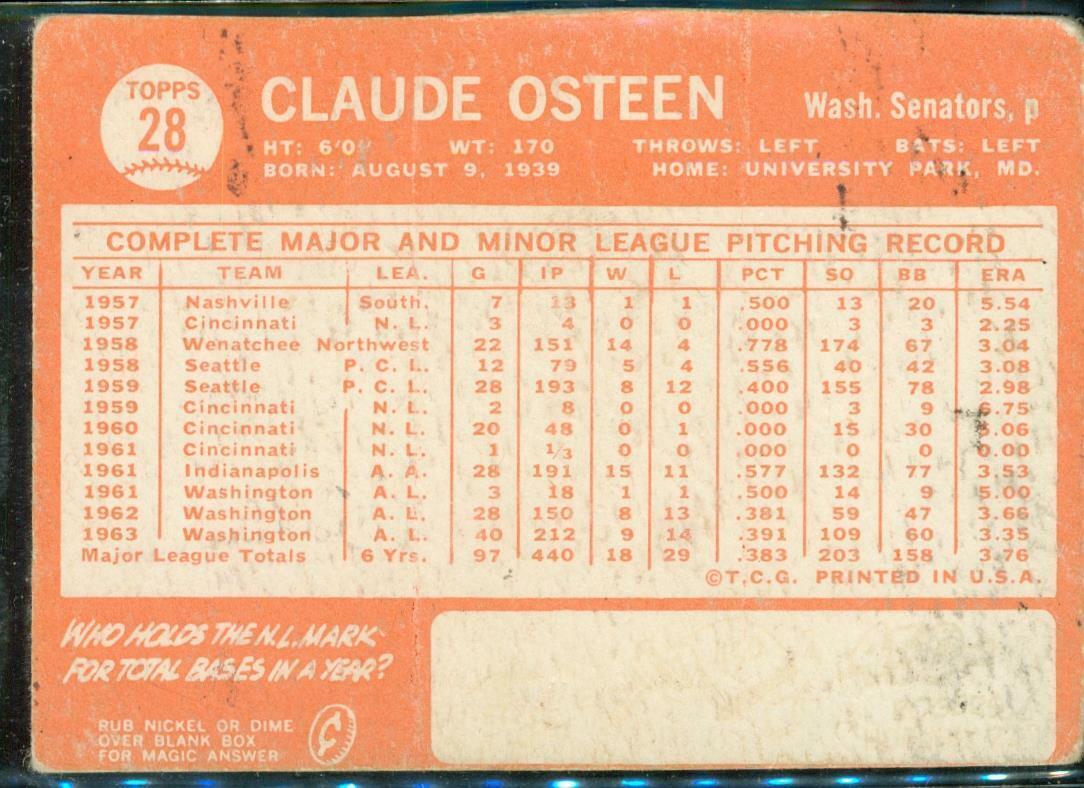 TOPPS
28
CLAUDE OSTEEN
Wash. Senators, p
HT: WT: 170 THROWS: LEFT BATS: LEFT
BORN: AUGUST 9, 1939 HOME: UNIVERSITY PARK, MD.
COMPLETE MAJOR AND MINOR LEAGUE PITCHING RECORD
YEAR TEAM LEA. G IP W L PCT SO BB ERA
1957 Nashville South. 7 13 1 1 .500 13 20 5.54
1957 Cincinnati N. L. 3 4 0 0 .000 3 3 2.25
1958 Wenatchee Northwest 22 151 14 4 .778 174 67 3.04
1958 Seattle P. C. L. 12 79 5 4 .556 40 42 3.08
1959 Seattle P. C. L. 28 193 8 12 .400 155 78 2.98
1959 Cincinnati N. L. 2 8 0 0 .000 3 9 6.75
1960 Cincinnati N. L. 20 48 0 1 .000 15 30
1961 Cincinnati N. L. 1 1/3 0 0 .000 0 0 0.00
1961 Indianapolis A. A. 28 191 15 11 .577 132 77 3.53
1961 Washington A. L. 3 18 1 1 .500 14 9 5.00
1962 Washington A. L. 28 150 8 13 .381 59 47 3.66
1963 Washington A. L. 40 212 9 14 .391 109 60 3.35
Major League Totals 6 Yrs. 97 440 18 29 .383 203 158 3.76
©T.C.G. PRINTED IN U.S.A.
WHO HOLDS THE N.L. MARK
FOR TOTAL BASES IN A YEAR?
RUB NICKEL OR DIME
OVER BLANK BOX
FOR MAGIC ANSWER
¢